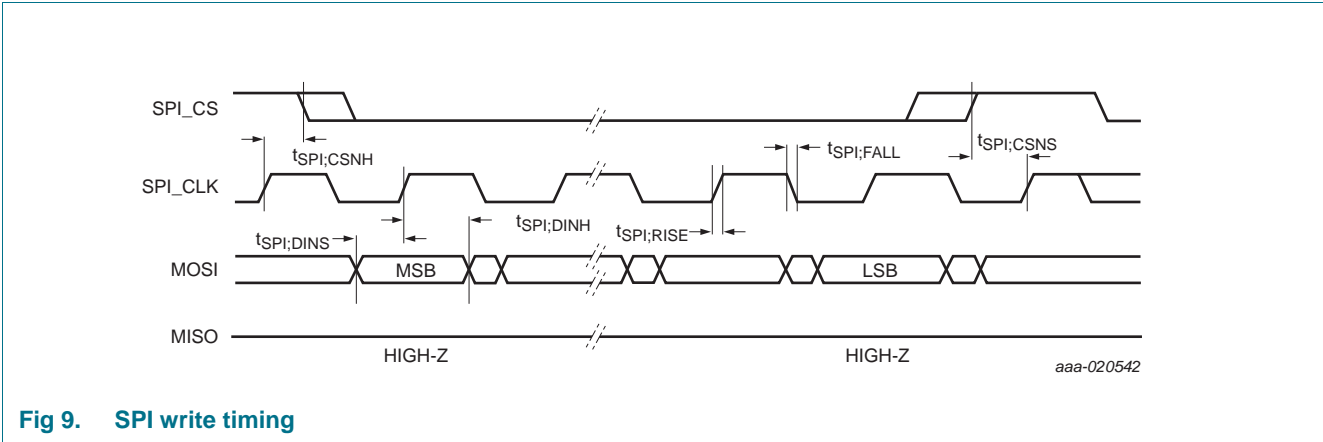 SPI_CS
tSPI;CSNH
tSPI;FALL
tSPI;CSNS
SPI_CLK
tSPI;DINS
tSPI;DINH
tSPI;RISE
MOSI
MSB
LSB
MISO
HIGH-Z
HIGH-Z
aaa-020542
Fig 9. SPI write timing